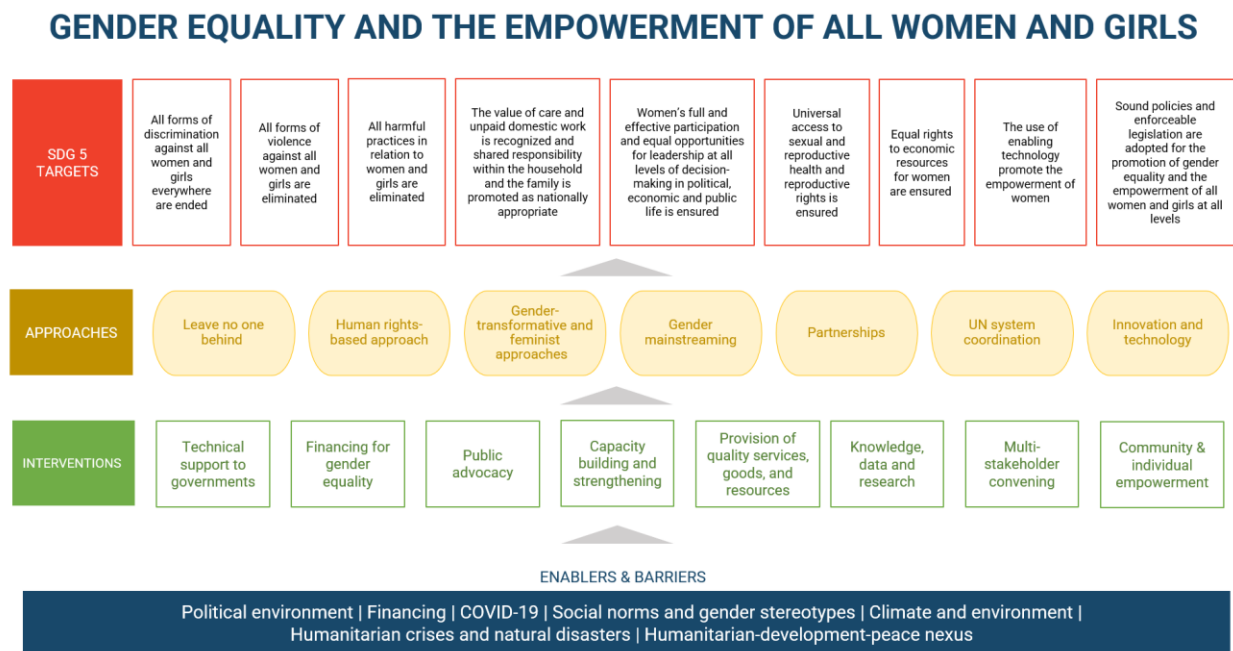 GENDER EQUALITY AND THE EMPOWERMENT OF ALL WOMEN AND GIRLS
SDG 5
TARGETS
All forms of
discrimination
against all
women and
girls
everywhere
are ended
All forms of
violence
against all
women and
girls are
eliminated
All harmful
practices in
relation to
women and
girls are
eliminated
The value of care and
unpaid domestic work
is recognized and
shared responsibility
within the household
and the family is
promoted as nationally
appropriate
Women's full and
effective participation
and equal opportunities
for leadership at all
levels of decision-
making in political,
economic and public
life is ensured
Universal
access to
sexual and
reproductive
health and
reproductive
rights is
ensured
Equal rights
to economic
resources
for women
are ensured
The use of
enabling
technology
promote the
empowerment of
women
Sound policies and
enforceable
legislation are
adopted for the
promotion of gender
equality and the
empowerment of all
women and girls at all
levels
APPROACHES
Leave no one
behind
Human rights-
based approach
Gender-
transformative and
feminist
approaches
Gender
mainstreaming
Partnerships
UN system
coordination
Innovation and
technology
INTERVENTIONS
Technical
support to
governments
Financing for
gender
equality
Public
advocacy
Capacity
building and
strengthening
Provision of
quality services,
goods, and
resources
Knowledge,
data and
research
Multi-
stakeholder
convening
Community &
individual
empowerment
ENABLERS & BARRIERS
Political environment | Financing | COVID-19 | Social norms and gender stereotypes | Climate and environment |
Humanitarian crises and natural disasters | Humanitarian-development-peace nexus